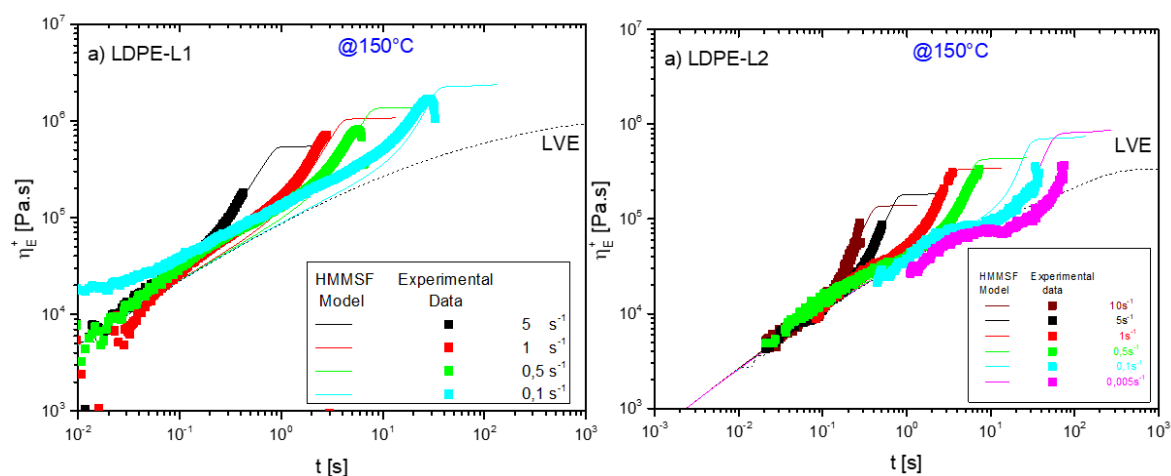 a) LDPE-L1
@150°C
LVE
η_E^+ [Pa.s]
10^7
10^6
10^5
10^4
10^3
HMMSF Experimental
Model Data
5 s^-1
1 s^-1
0,5 s^-1
0,1 s^-1
10^-2 10^-1 10^0 10^1 10^2 10^3
t [s]
a) LDPE-L2
@150°C
LVE
η_E^+ [Pa.s]
10^7
10^6
10^5
10^4
10^3
HMMSF Experimental
Model data
10s^-1
5s^-1
1s^-1
0,5s^-1
0,1s^-1
0,005s^-1
10^-3 10^-2 10^-1 10^0 10^1 10^2 10^3
t [s]